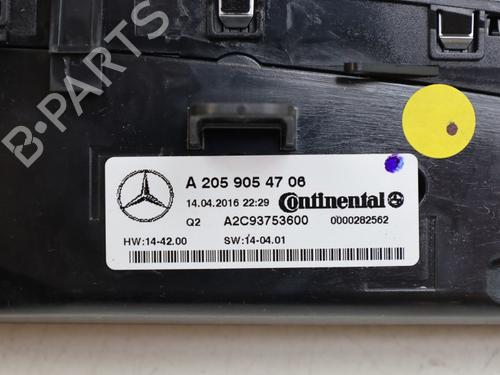 B-PARTS
A 205 905 47 06
14.04.2016 22:29 Continental
Q2 A2C93753600 0000282562
HW:14-42.00 SW:14-04.01